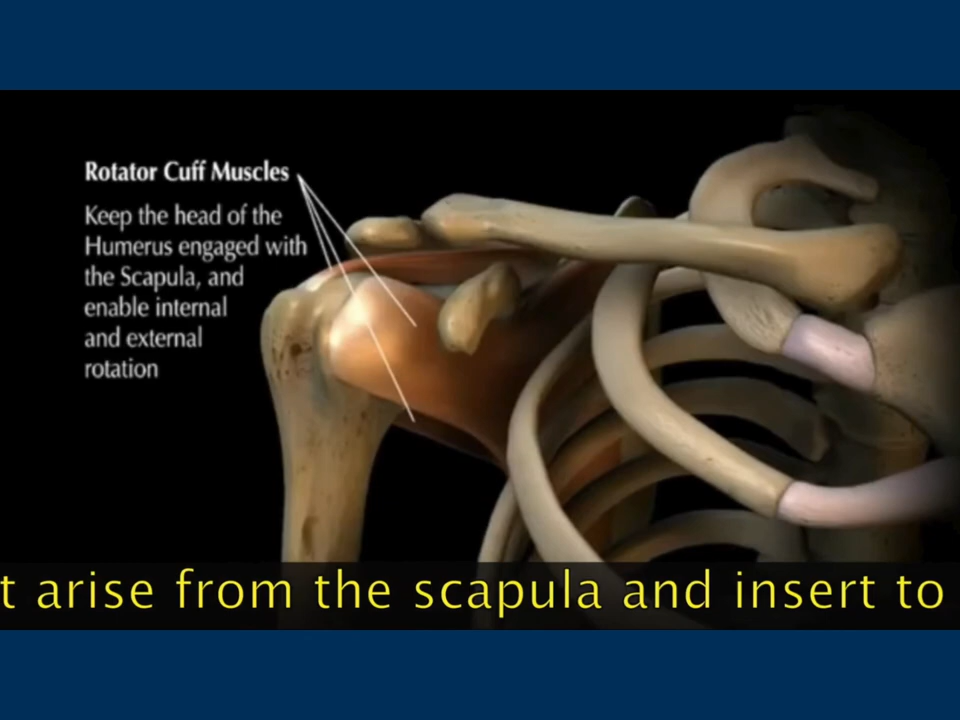 Rotator Cuff Muscles
Keep the head of the
Humerus engaged with
the Scapula, and
enable internal
and external
rotation
t arise from the scapula and insert to